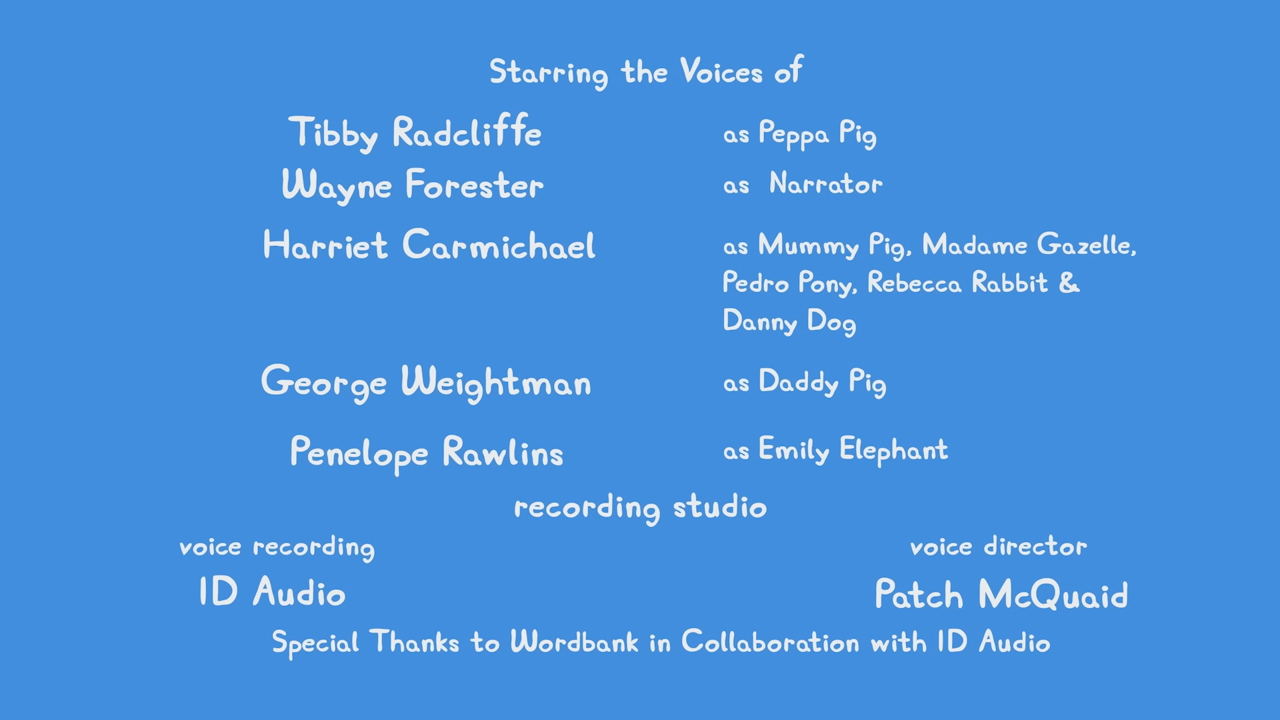 Starring the Voices of
Tibby Radcliffe as Peppa Pig
Wayne Forester as Narrator
Harriet Carmichael as Mummy Pig, Madame Gazelle,
Pedro Pony, Rebecca Rabbit &
Danny Dog
George Weightman as Daddy Pig
Penelope Rawlins as Emily Elephant
recording studio
voice recording voice director
ID Audio Patch McQuaid
Special Thanks to Wordbank in Collaboration with ID Audio